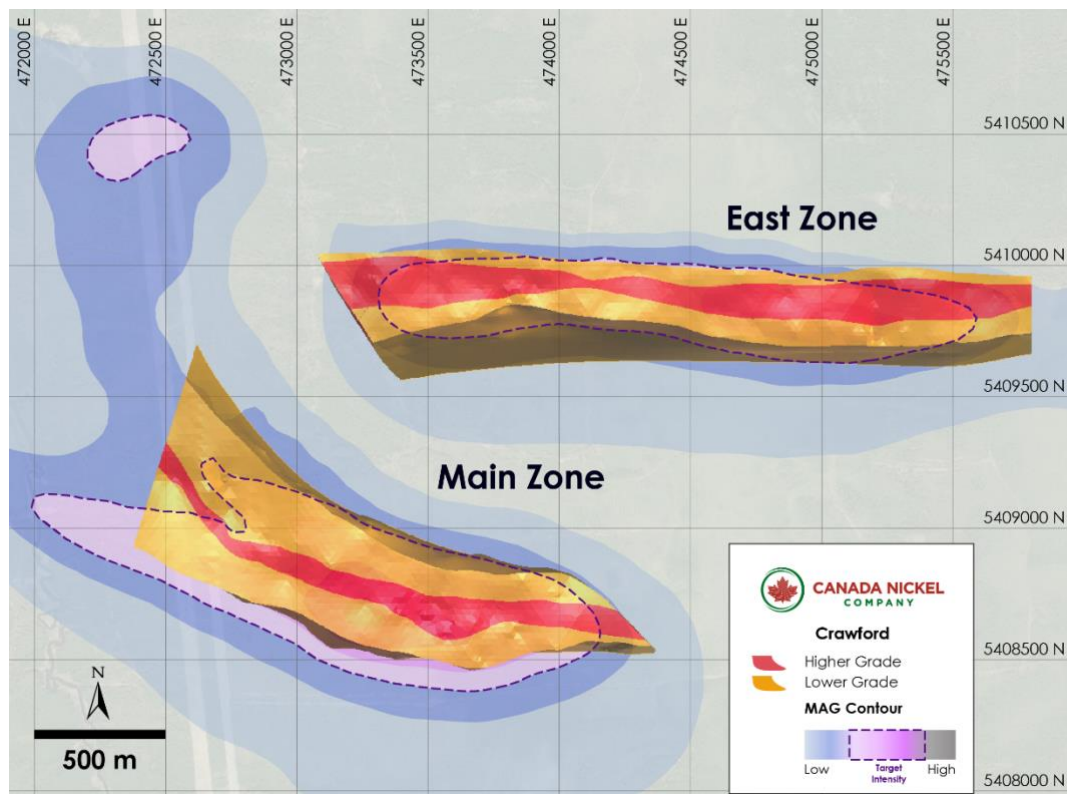 472000 E
472500 E
473000 E
473500 E
474000 E
474500 E
475000 E
475500 E
5410500 N
East Zone
5410000 N
5409500 N
Main Zone
5409000 N
CANADA NICKEL
COMPANY
Crawford
Higher Grade
Lower Grade
MAG Contour
Low
Target
Intensity
High
5408500 N
N
500 m
5408000 N